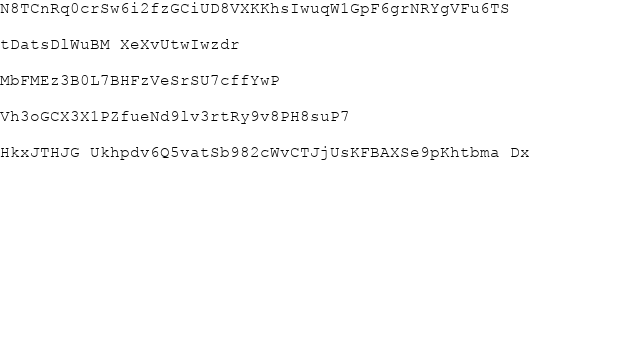 N8TCnRq0crSw6i2fzGCiUD8VXKKhsIwuqW1GpF6grNRYgVFu6TS
tDatsDlWuBM XeXvUtwIwzdr
MbFMEz3B0L7BHFzVeSrSU7cffYwP
Vh3oGCX3X1PZfueNd9lv3rtRy9v8PH8suP7
HkxJTHJG Ukhpdv6Q5vatSb982cWvCTJjUsKFBAXSe9pKhtbma Dx